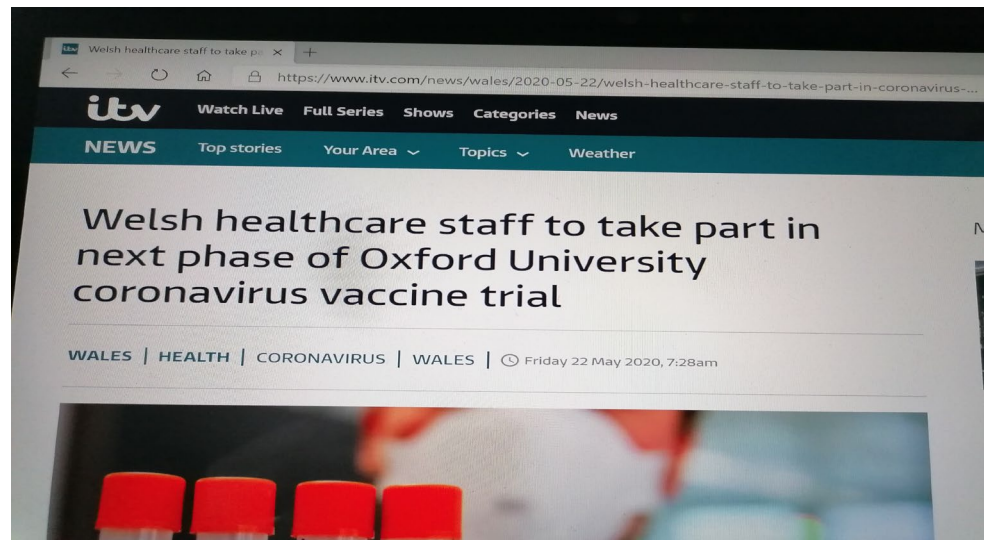 itv Welsh healthcare staff to take p
https://www.itv.com/news/wales/2020-05-22/welsh-healthcare-staff-to-take-part-in-coronavirus-...
itv Watch Live Full Series Shows Categories News
NEWS Top stories Your Area Topics Weather
Welsh healthcare staff to take part in
next phase of Oxford University
coronavirus vaccine trial
WALES | HEALTH | CORONAVIRUS | WALES | Friday 22 May 2020, 7:28am